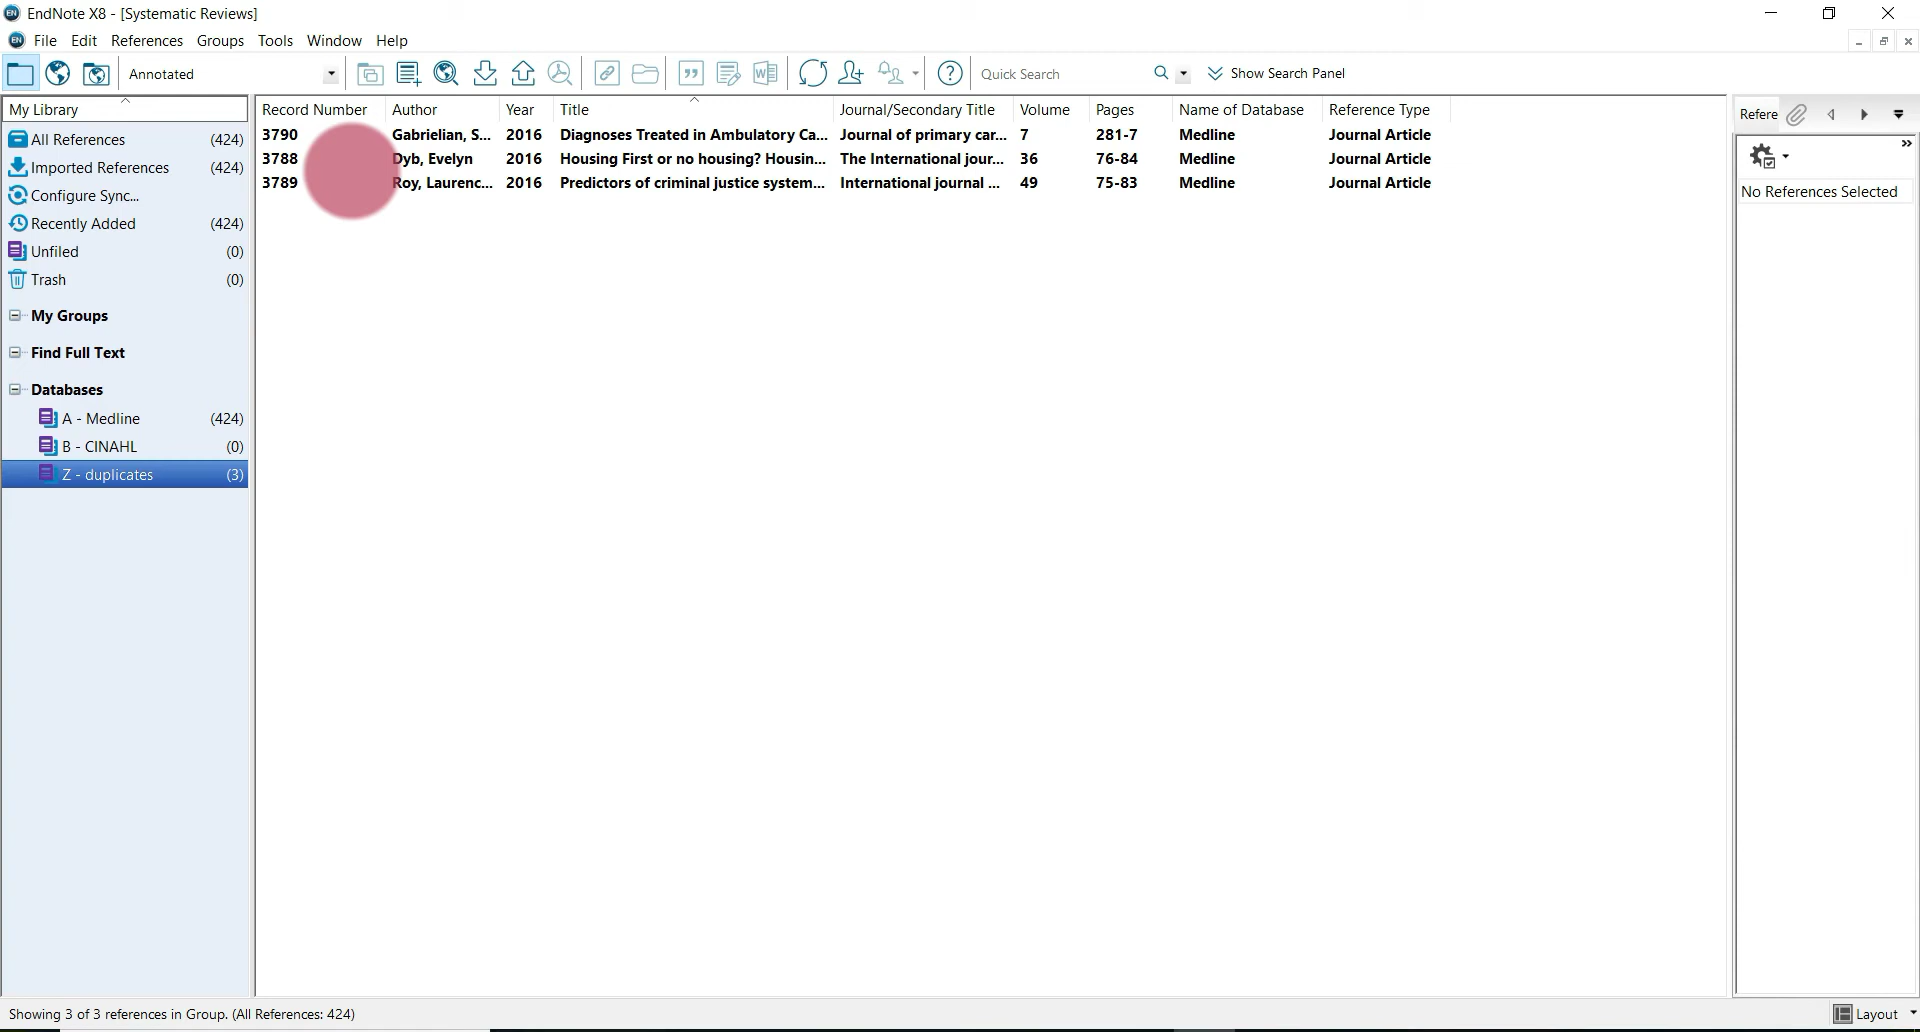 EndNote X8 - [Systematic Reviews]
File Edit References Groups Tools Window Help
Annotated Quick Search Show Search Panel
My Library
All References (424)
Imported References (424)
Configure Sync...
Recently Added (424)
Unfiled (0)
Trash (0)
My Groups
Find Full Text
Databases
A - Medline (424)
B - CINAHL (0)
Z - duplicates (3)
Record Number Author Year Title Journal/Secondary Title Volume Pages Name of Database Reference Type
3790 Gabrielian, S... 2016 Diagnoses Treated in Ambulatory Ca... Journal of primary car... 7 281-7 Medline Journal Article
3788 Dyb, Evelyn 2016 Housing First or no housing? Housin... The International jour... 36 76-84 Medline Journal Article
3789 Roy, Laurenc... 2016 Predictors of criminal justice system... International journal ... 49 75-83 Medline Journal Article
Refere
No References Selected
Showing 3 of 3 references in Group. (All References: 424)
Layout